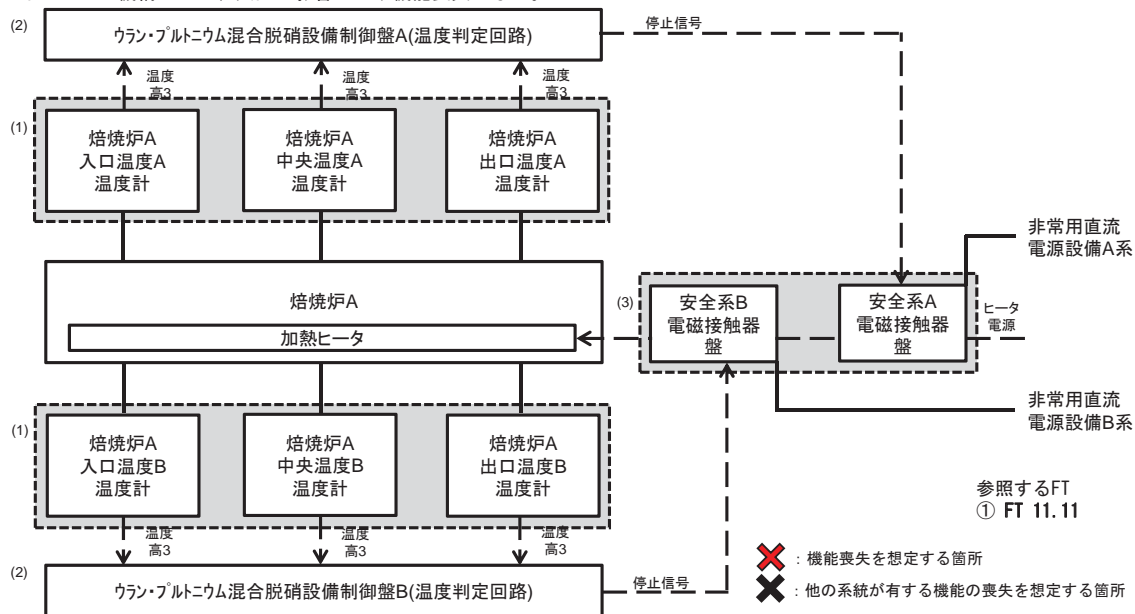 (2)
ウラン・プルトニウム混合脱硝設備制御盤A(温度判定回路)
停止信号
温度
高3
温度
高3
温度
高3
(1)
焙焼炉A
入口温度A
温度計
焙焼炉A
中央温度A
温度計
焙焼炉A
出口温度A
温度計
非常用直流
電源設備A系
焙焼炉A
加熱ヒータ
(3)
安全系B
電磁接触器
盤
安全系A
電磁接触器
盤
ヒータ
電源
非常用直流
電源設備B系
(1)
焙焼炉A
入口温度B
温度計
焙焼炉A
中央温度B
温度計
焙焼炉A
出口温度B
温度計
温度
高3
温度
高3
温度
高3
(2)
ウラン・プルトニウム混合脱硝設備制御盤B(温度判定回路)
停止信号
参照するFT
① FT 11.11
：機能喪失を想定する箇所
：他の系統が有する機能の喪失を想定する箇所